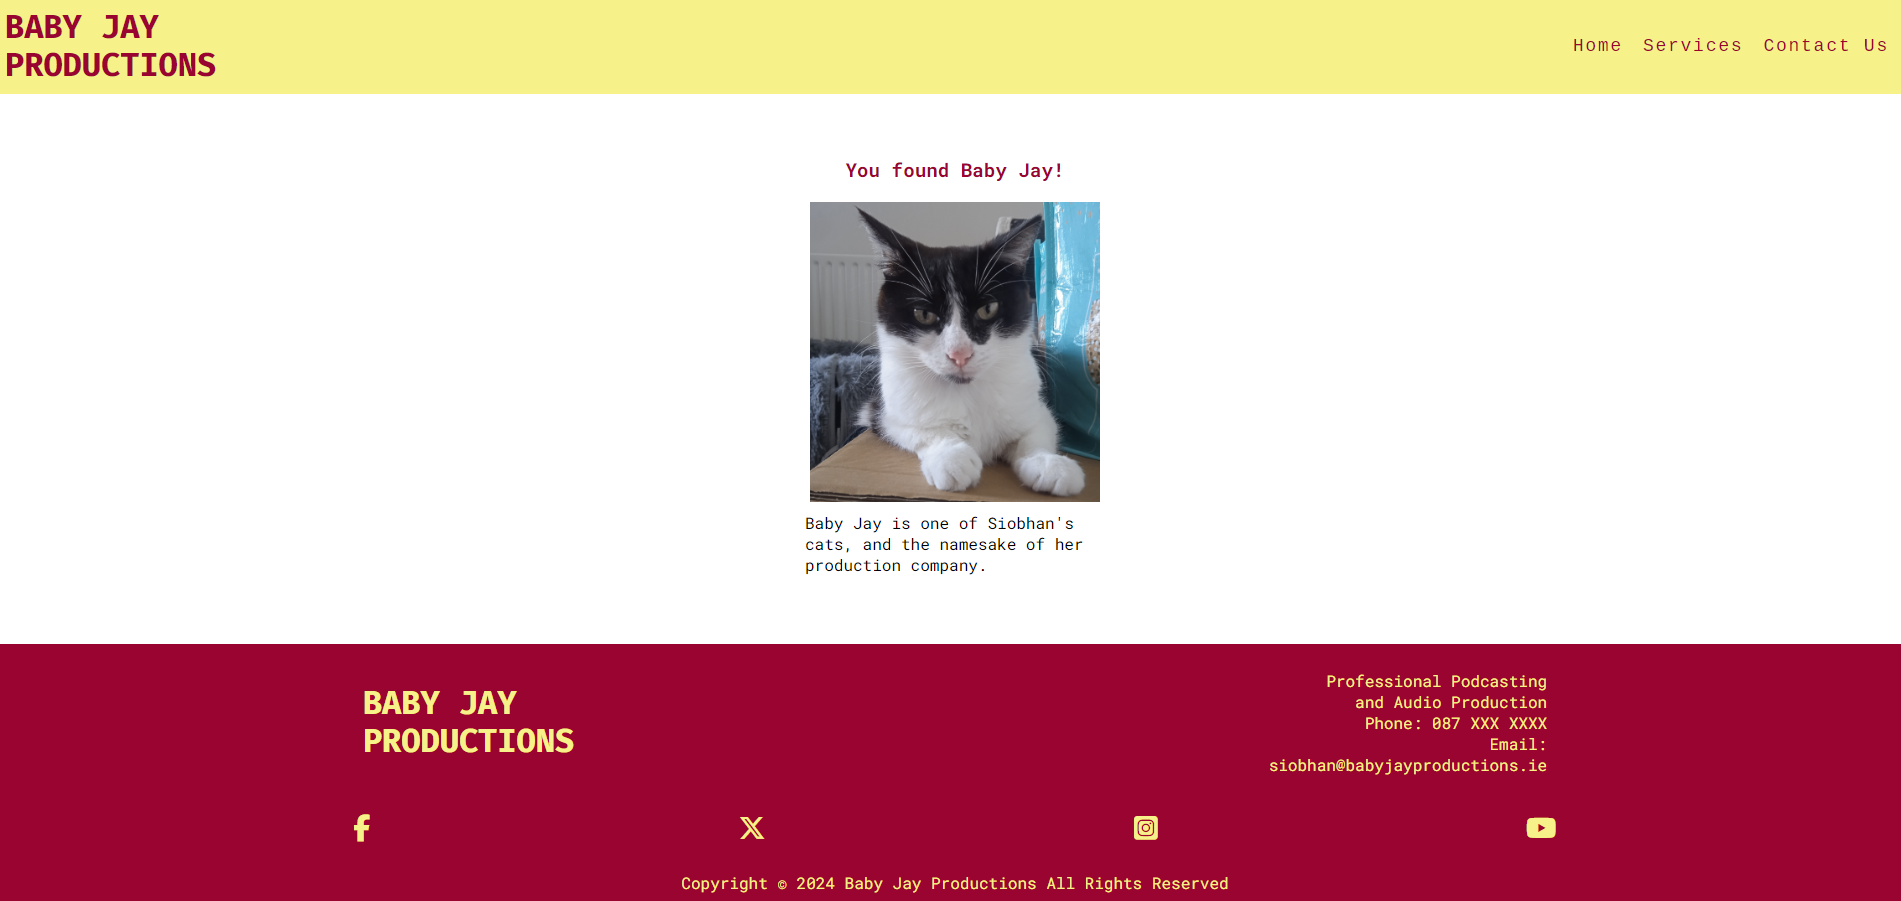 BABY JAY
PRODUCTIONS
Home Services Contact Us
You found Baby Jay!
Baby Jay is one of Siobhan's
cats, and the namesake of her
production company.
BABY JAY
PRODUCTIONS
Professional Podcasting
and Audio Production
Phone: 087 XXX XXXX
Email:
siobhan@babyjayproductions.ie
Copyright © 2024 Baby Jay Productions All Rights Reserved